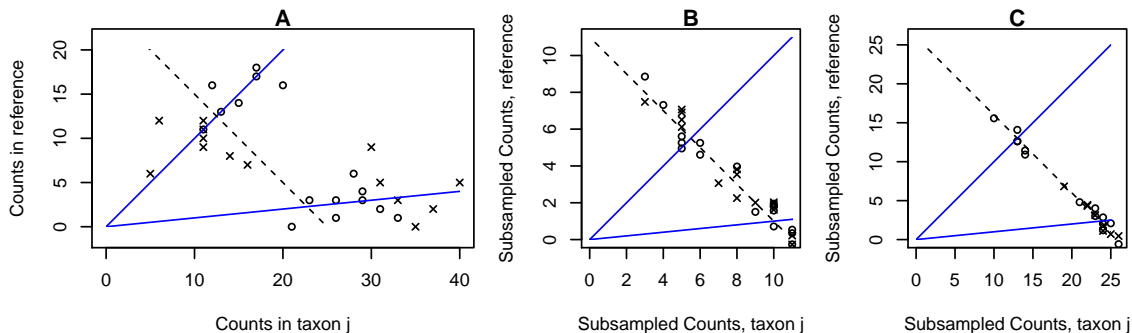 A
Counts in reference
20
15
10
5
0
0 10 20 30 40
Counts in taxon j
B
Subsampled Counts, reference
10
8
6
4
2
0
0 2 4 6 8 10
Subsampled Counts, taxon j
C
Subsampled Counts, reference
25
20
15
10
5
0
0 5 10 15 20 25
Subsampled Counts, taxon j